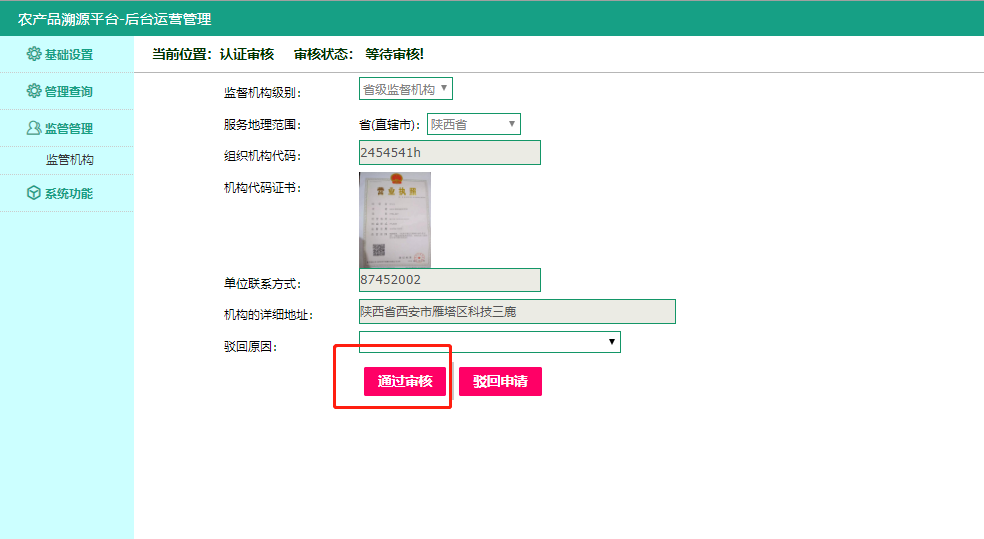 农产品溯源平台-后台运营管理
基础设置
管理查询
监管管理
监管机构
系统功能
当前位置：认证审核 审核状态： 等待审核!
监督机构级别： 省级监督机构
服务地理范围： 省(直辖市)： 陕西省
组织机构代码： 2454541h
机构代码证书：
营业执照
单位联系方式： 87452002
机构的详细地址： 陕西省西安市雁塔区科技三鹿
驳回原因：
通过审核 驳回申请